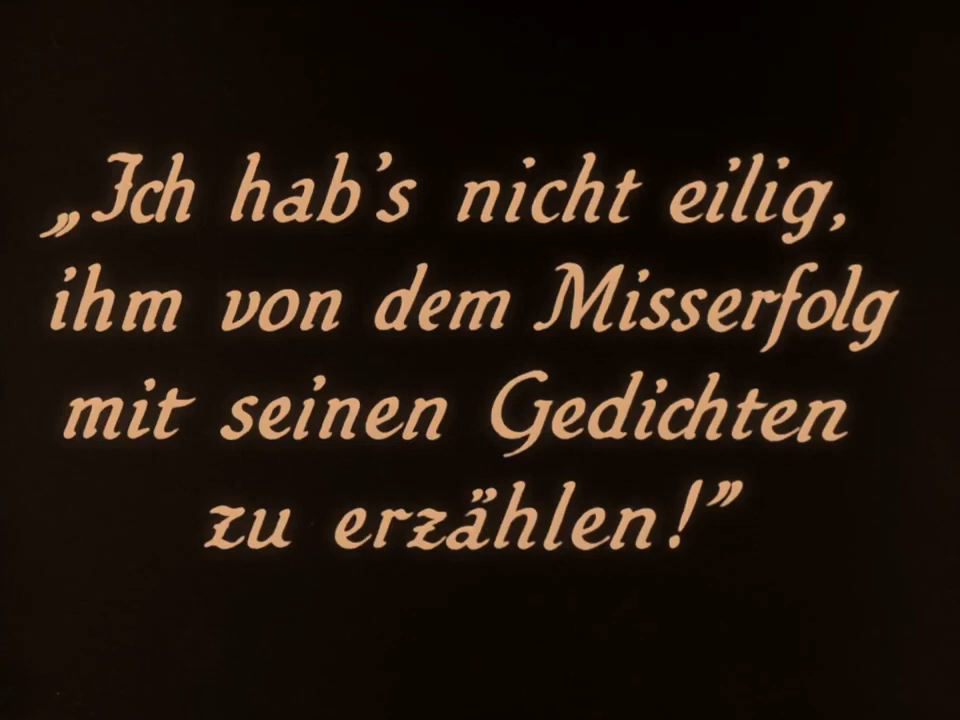 „Ich hab's nicht eilig,
ihm von dem Misserfolg
mit seinen Gedichten
zu erzählen!”